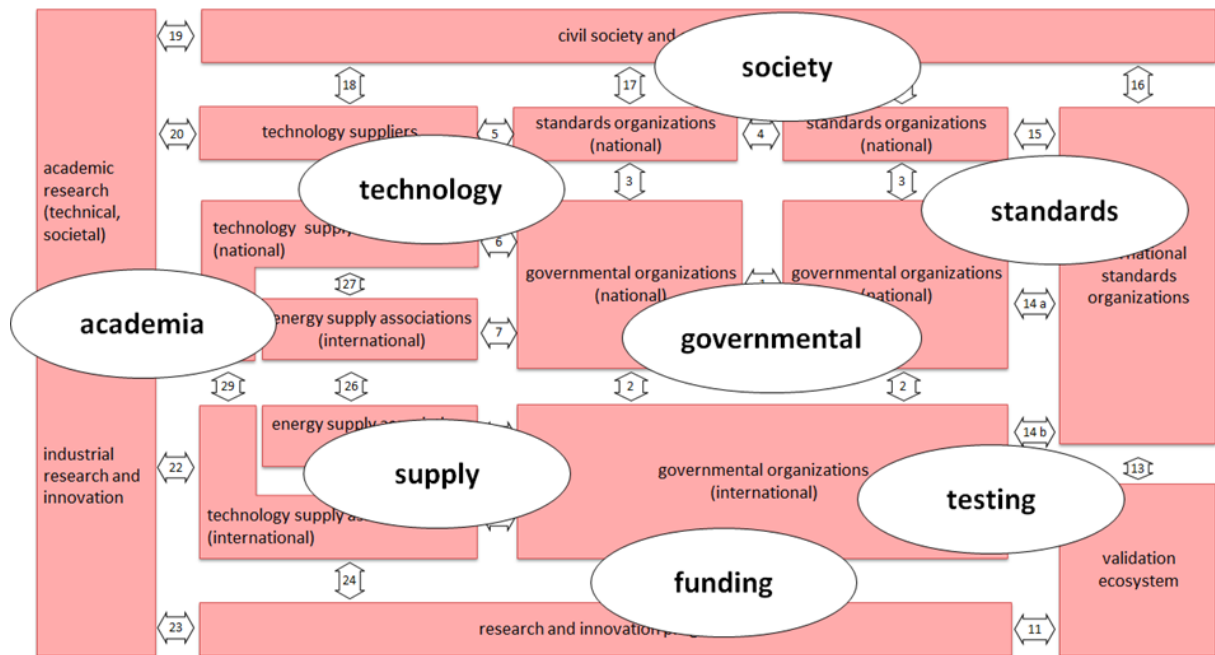 19
civil society and
society
18
17
16
20
technology suppliers
5
standards organizations
(national)
4
standards organizations
(national)
15
academic
research
(technical,
societal)
technology
3
3
standards
technology supply
(national)
6
governmental organizations
(national)
governmental organizations
(national)
standards
organizations
27
14 a
academia
energy supply associations
(international)
7
governmental
29
26
2
2
energy supply
14 b
industrial
research and
innovation
22
supply
governmental organizations
(international)
testing
13
technology supply
(international)
24
funding
validation
ecosystem
23
research and innovation
11